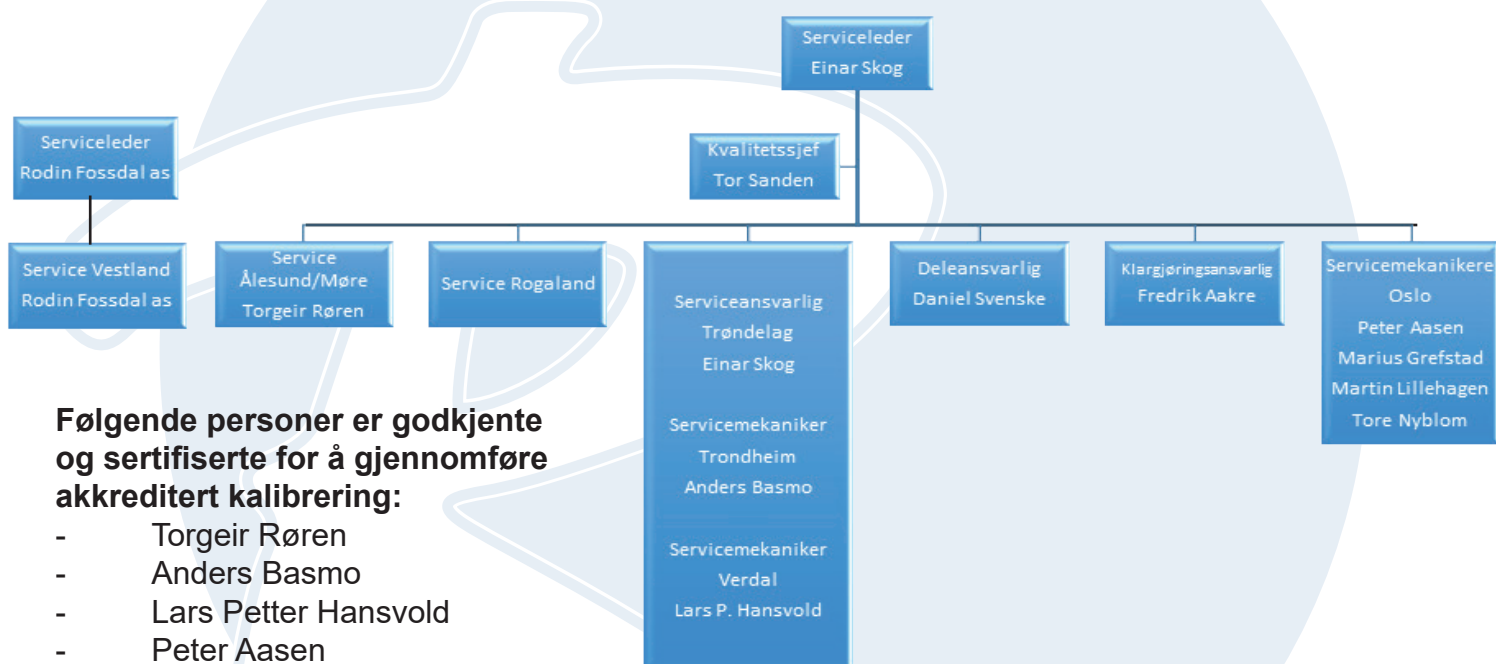 Serviceleder
Einar Skog
Kvalitetssjef
Tor Sanden
Serviceleder
Rodin Fossdal as
Service Vestland
Rodin Fossdal as
Service
Ålesund/Møre
Torgeir Røren
Service Rogaland
Serviceansvarlig
Trøndelag
Einar Skog
Servicemekaniker
Trondheim
Anders Basmo
Servicemekaniker
Verdal
Lars P. Hansvold
Deleansvarlig
Daniel Svenske
Klargjøringsansvarlig
Fredrik Aakre
Servicemekanikere
Oslo
Peter Aasen
Marius Grefstad
Martin Lillehagen
Tore Nyblom
Følgende personer er godkjente
og sertifiserte for å gjennomføre
akkreditert kalibrering:
- Torgeir Røren
- Anders Basmo
- Lars Petter Hansvold
- Peter Aasen